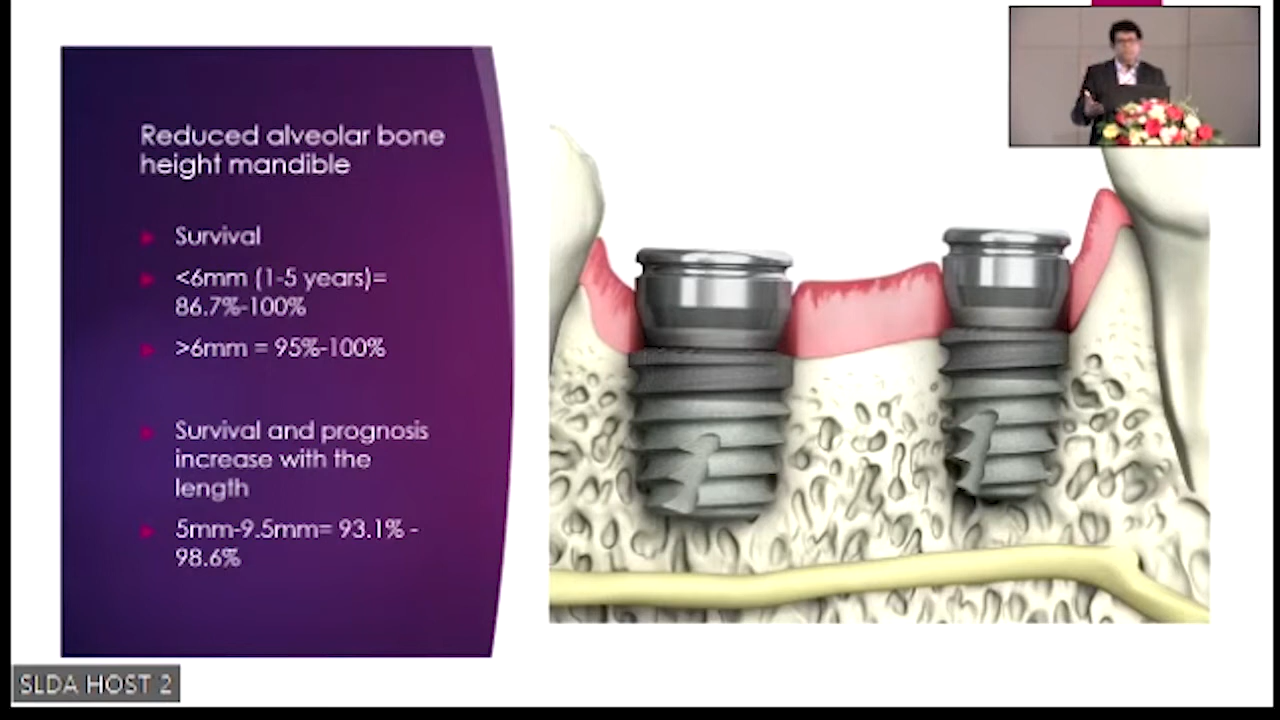 Reduced alveolar bone
height mandible
Survival
<6mm (1-5 years)=
86.7%-100%
>6mm = 95%-100%
Survival and prognosis
increase with the
length
5mm-9.5mm= 93.1% -
98.6%
SLDA HOST 2